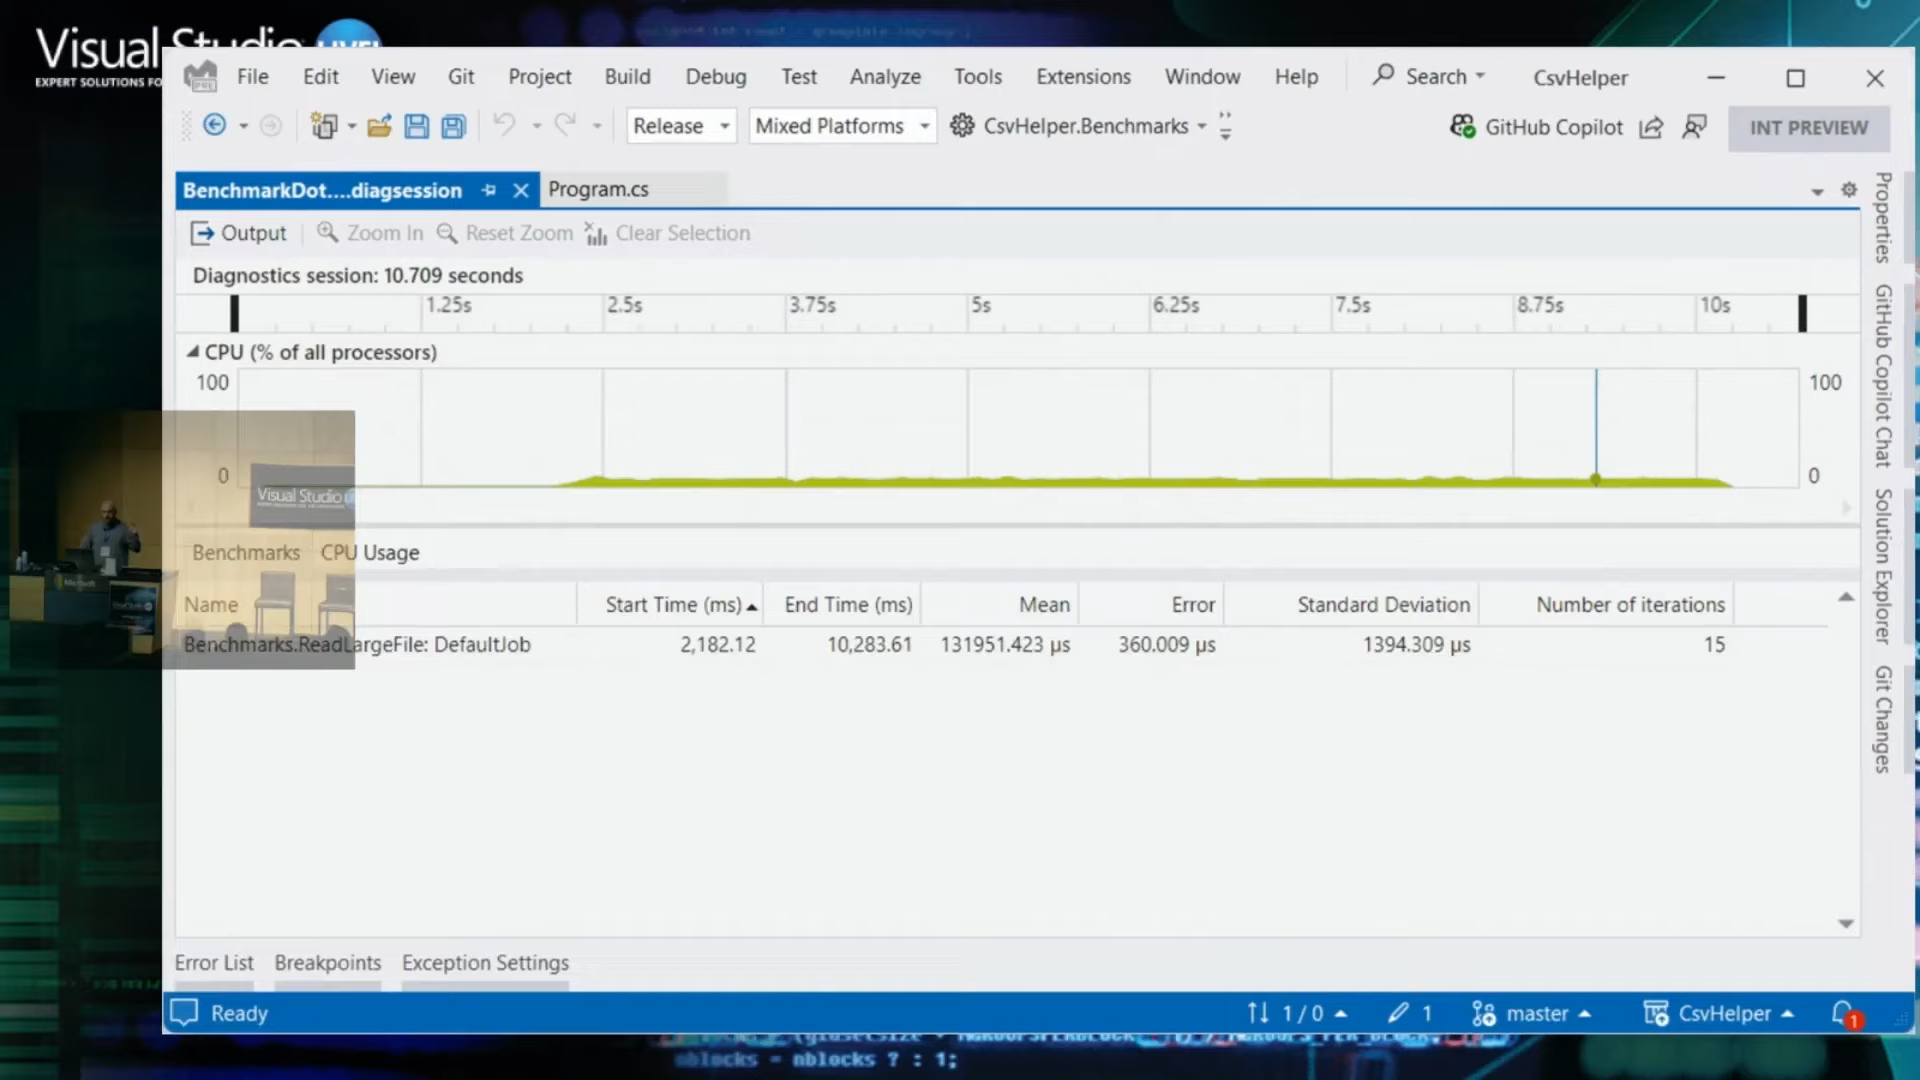 Visual Studio LIVE!
EXPERT SOLUTIONS FO
PRE
File Edit View Git Project Build Debug Test Analyze Tools Extensions Window Help Search CsvHelper
Release Mixed Platforms CsvHelper.Benchmarks GitHub Copilot INT PREVIEW
BenchmarkDot....diagsession Program.cs
Output Zoom In Reset Zoom Clear Selection
Diagnostics session: 10.709 seconds
1.25s 2.5s 3.75s 5s 6.25s 7.5s 8.75s 10s
CPU (% of all processors)
100 100
0 0
Visual Studio
Microsoft
Benchmarks CPU Usage
Name Start Time (ms) End Time (ms) Mean Error Standard Deviation Number of iterations
Benchmarks.ReadLargeFile: DefaultJob 2,182.12 10,283.61 131951.423 µs 360.009 µs 1394.309 µs 15
Properties
GitHub Copilot Chat
Solution Explorer
Git Changes
Error List Breakpoints Exception Settings
Ready 1 / 0 1 master CsvHelper 1
nblocks = nblocks ? : 1;